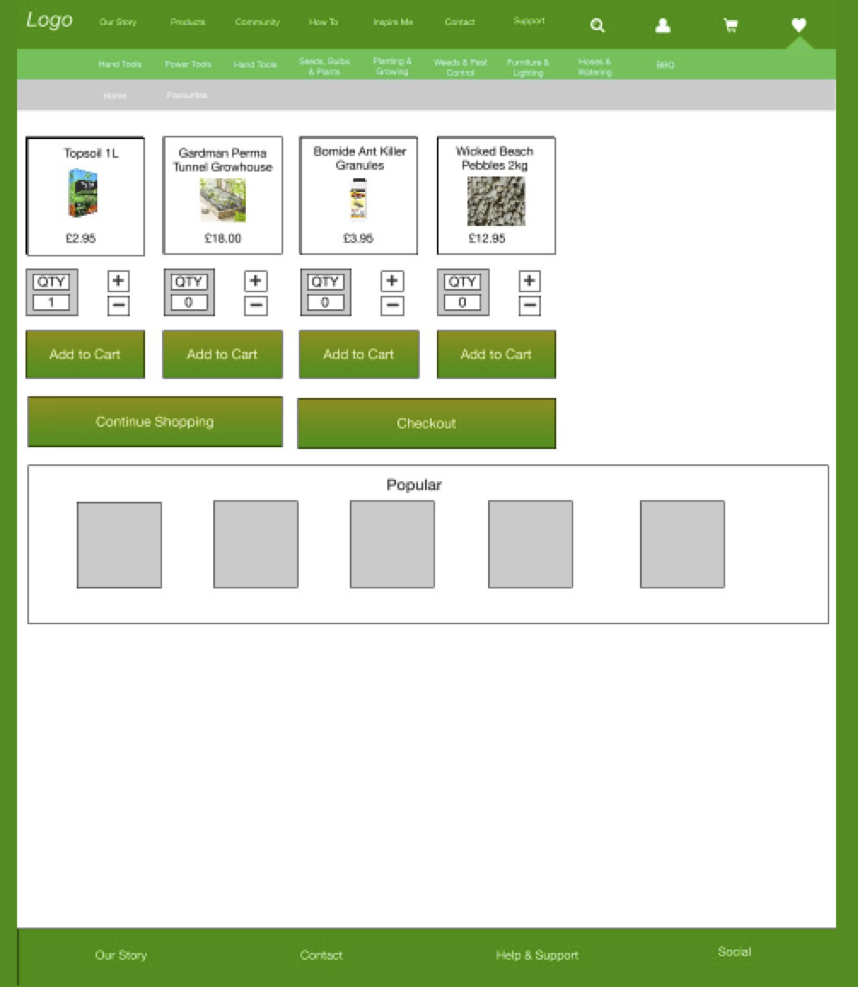 Logo
Our Story Products Community How To Inspire Me Contact Support
Hand Tools Power Tools Hand Tools Seeds, Bulbs & Plants Planting & Growing Weeds & Pest Control Furniture & Lighting Hoses & Watering BBQ
Home Favourites
Topsoil 1L
£2.95
Gardman Perma
Tunnel Growhouse
£18.00
Bomide Ant Killer
Granules
£3.95
Wicked Beach
Pebbles 2kg
£12.95
QTY + QTY + QTY + QTY +
1 − 0 − 0 − 0 −
Add to Cart Add to Cart Add to Cart Add to Cart
Continue Shopping Checkout
Popular
Our Story Contact Help & Support Social